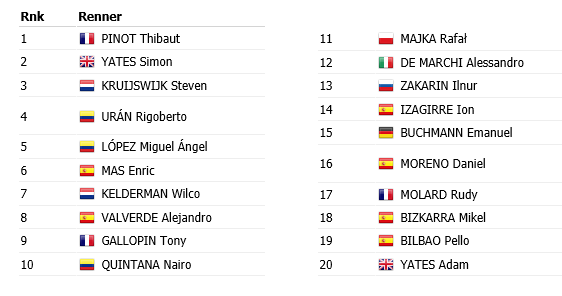 Rnk Renner
1 PINOT Thibaut
2 YATES Simon
3 KRUIJSWIJK Steven
4 URÁN Rigoberto
5 LÓPEZ Miguel Ángel
6 MAS Enric
7 KELDERMAN Wilco
8 VALVERDE Alejandro
9 GALLOPIN Tony
10 QUINTANA Nairo
11 MAJKA Rafał
12 DE MARCHI Alessandro
13 ZAKARIN Ilnur
14 IZAGIRRE Ion
15 BUCHMANN Emanuel
16 MORENO Daniel
17 MOLARD Rudy
18 BIZKARRA Mikel
19 BILBAO Pello
20 YATES Adam